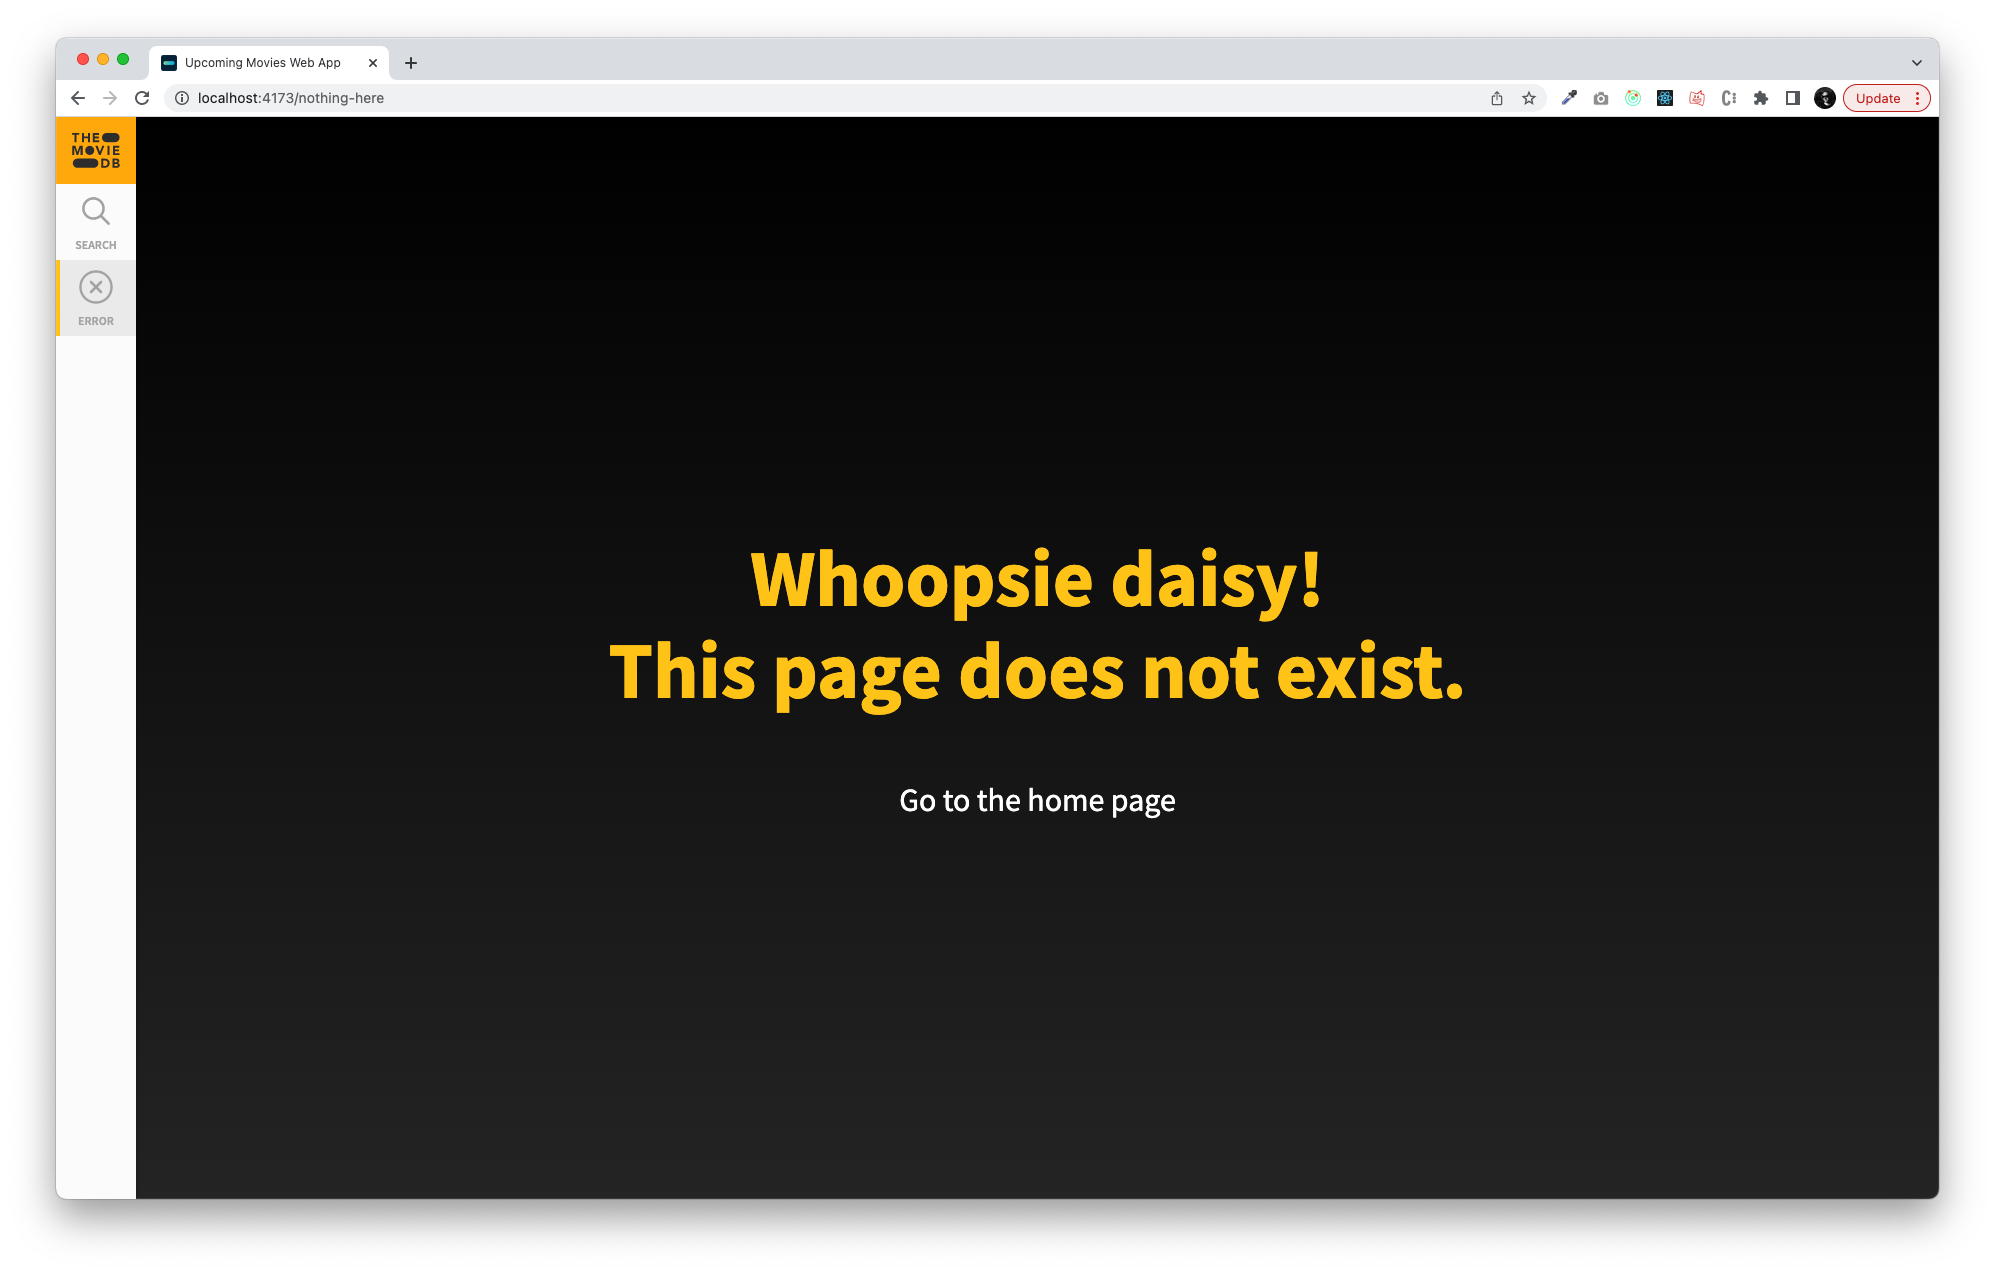 Upcoming Movies Web App
localhost:4173/nothing-here
Update
THE
MOVIE
DB
SEARCH
ERROR
Whoopsie daisy!
This page does not exist.
Go to the home page